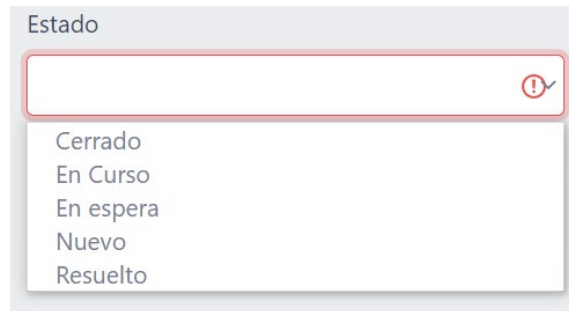 Estado
Cerrado
En Curso
En espera
Nuevo
Resuelto